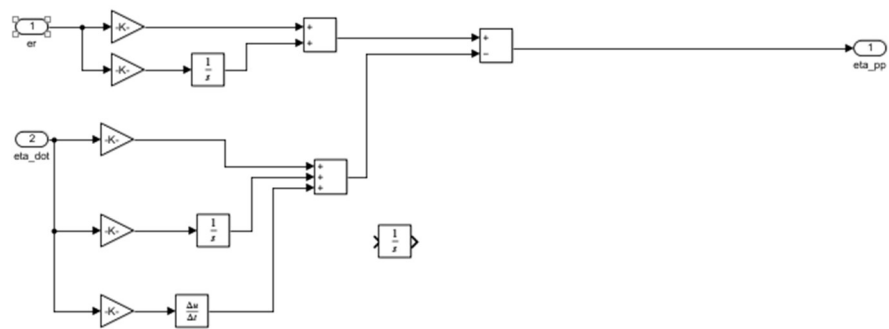 1
er
-K-
+
+
-K-
1
s
+
−
1
eta_pp
2
eta_dot
-K-
+
+
+
-K-
1
s
1
s
-K-
Δu
Δt